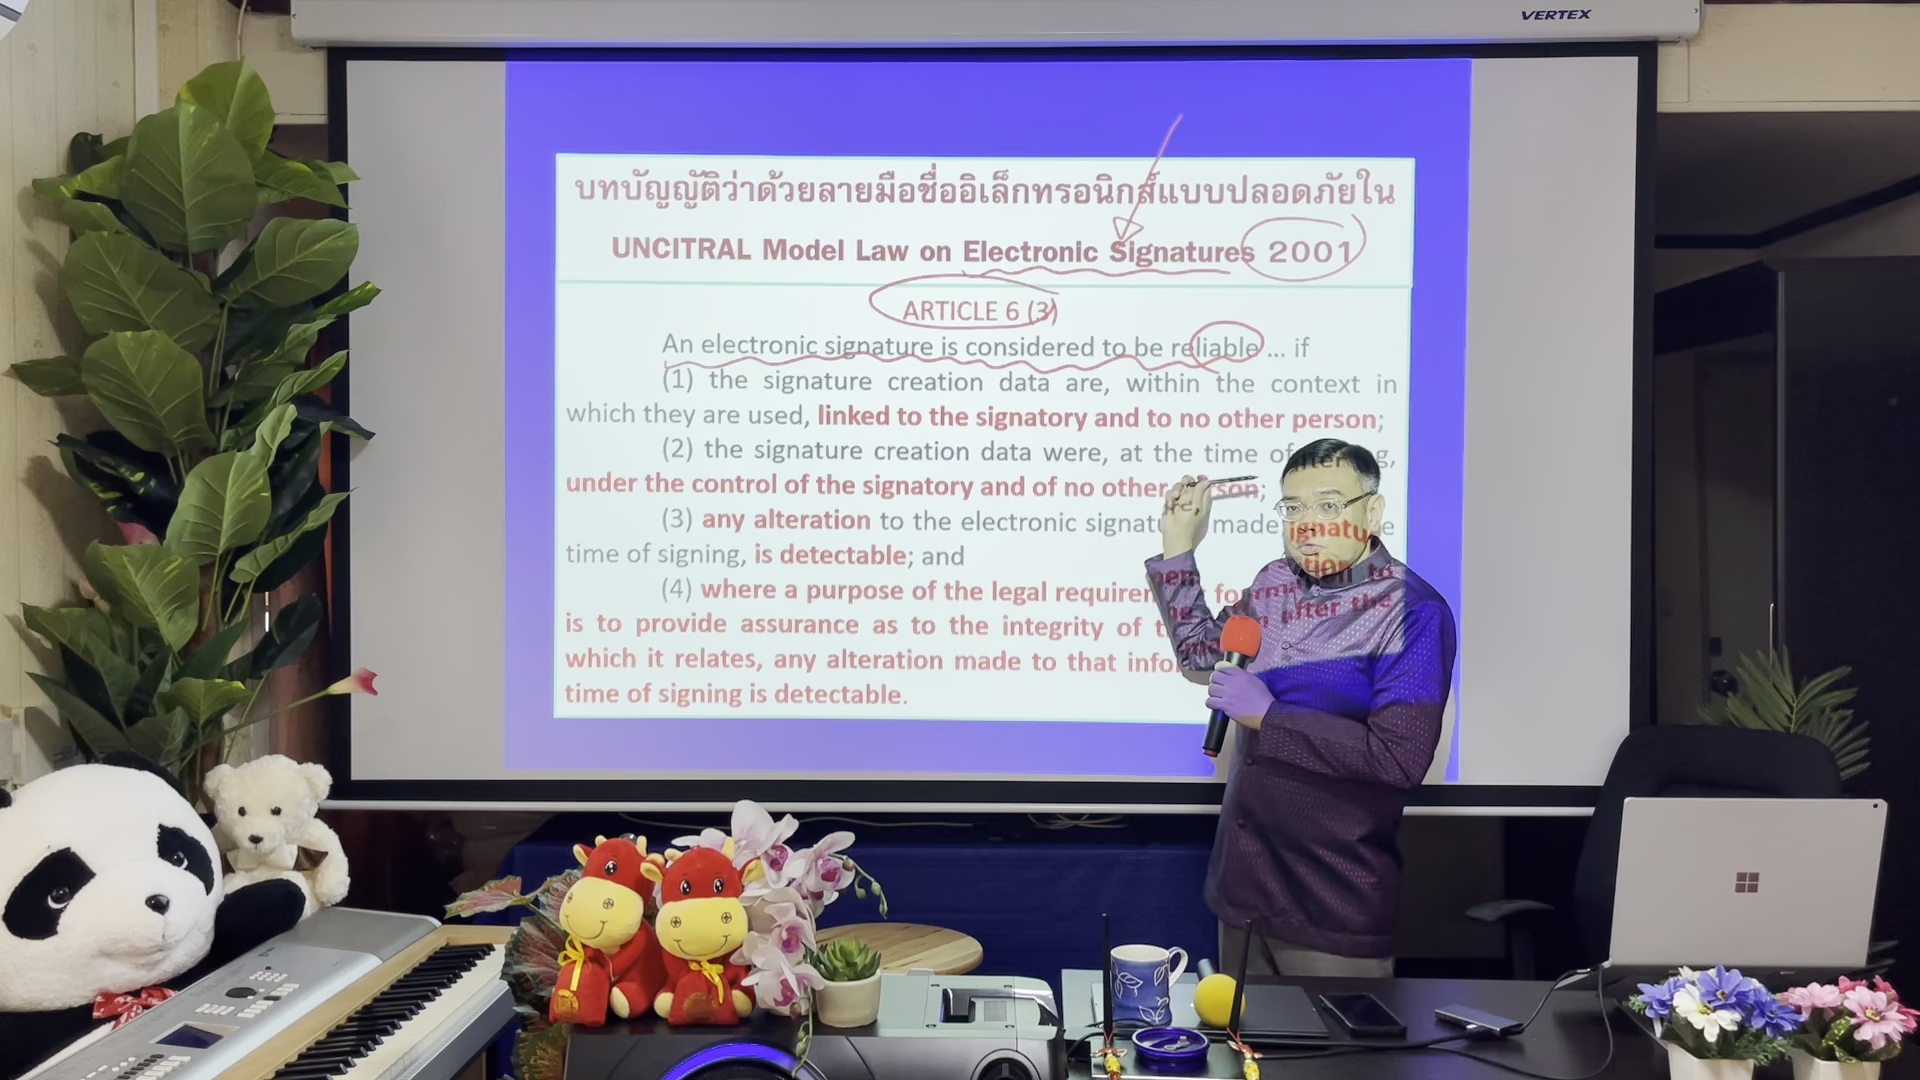 VERTEX
บทบัญญัติว่าด้วยลายมือชื่ออิเล็กทรอนิกส์แบบปลอดภัยใน
UNCITRAL Model Law on Electronic Signatures 2001
ARTICLE 6 (3)
An electronic signature is considered to be reliable ... if
(1) the signature creation data are, within the context in
which they are used, linked to the signatory and to no other person;
(2) the signature creation data were, at the time of
under the control of the signatory and of no other person;
(3) any alteration to the electronic signature, made
time of signing, is detectable; and
(4) where a purpose of the legal requirement for
is to provide assurance as to the integrity of the
which it relates, any alteration made to that
time of signing is detectable.